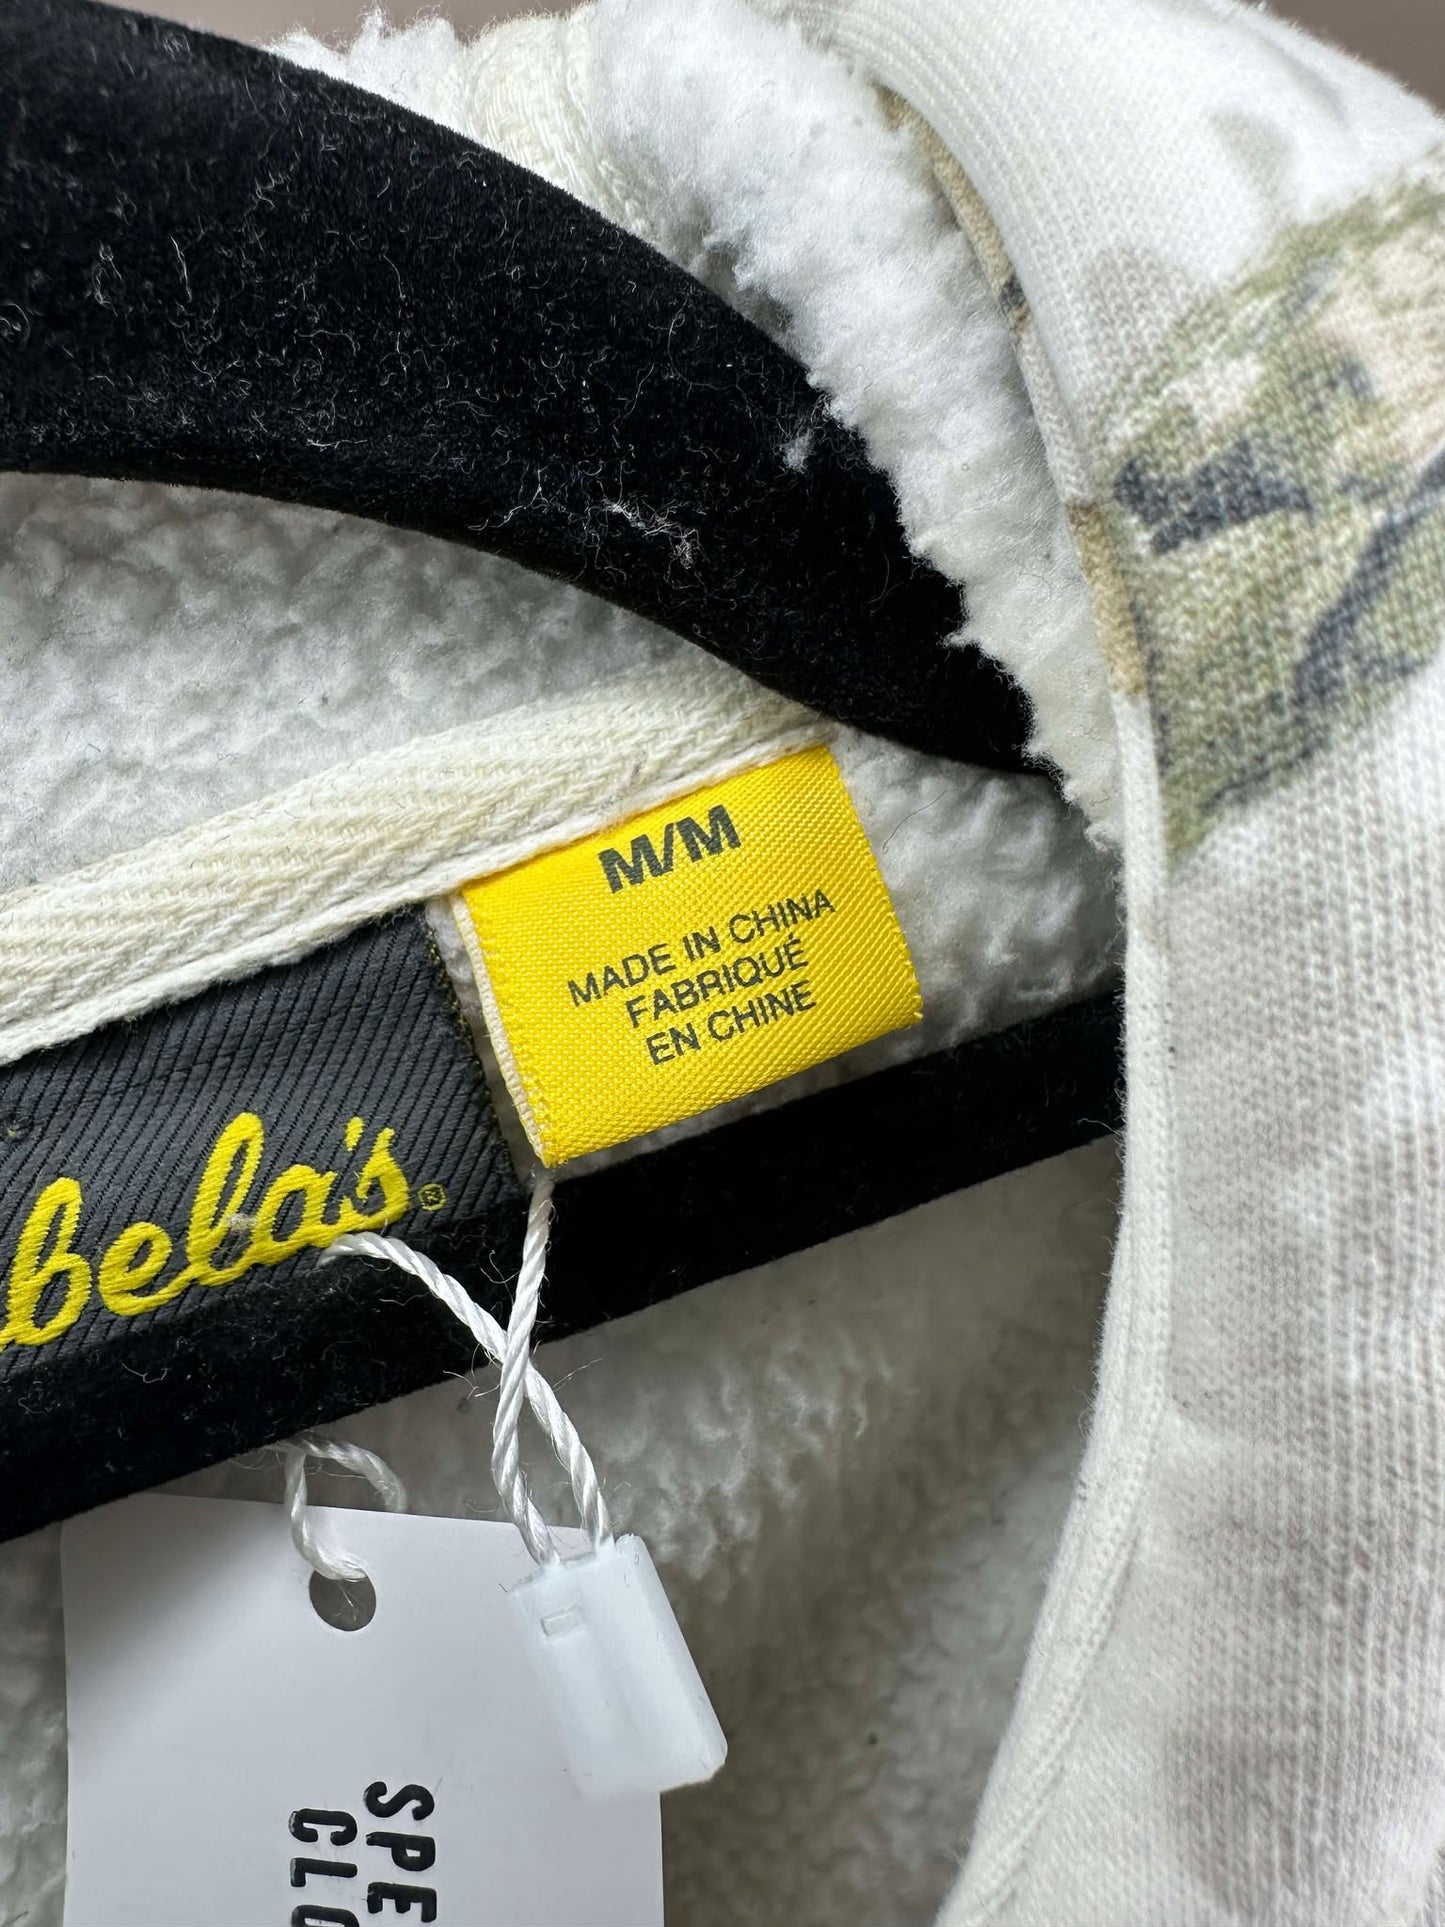 M/M
MADE IN CHINA
FABRIQUÉ
EN CHINE
bela's®
SPE
CLO